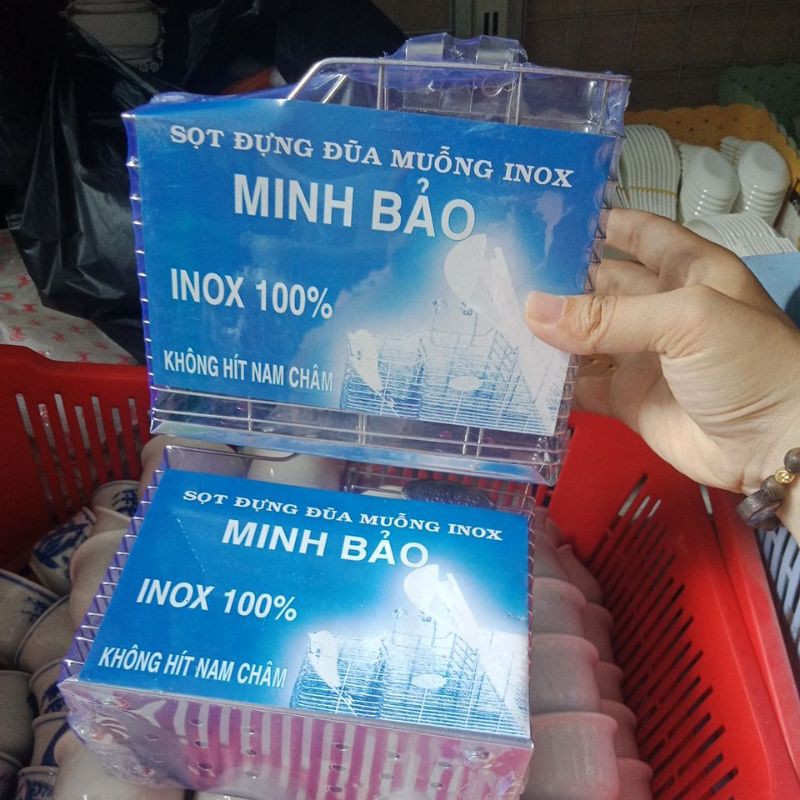 SỌT ĐỰNG ĐŨA MUỖNG INOX
MINH BẢO
INOX 100%
KHÔNG HÍT NAM CHÂM
SỌT ĐỰNG ĐŨA MUỖNG INOX
MINH BẢO
INOX 100%
KHÔNG HÍT NAM CHÂM